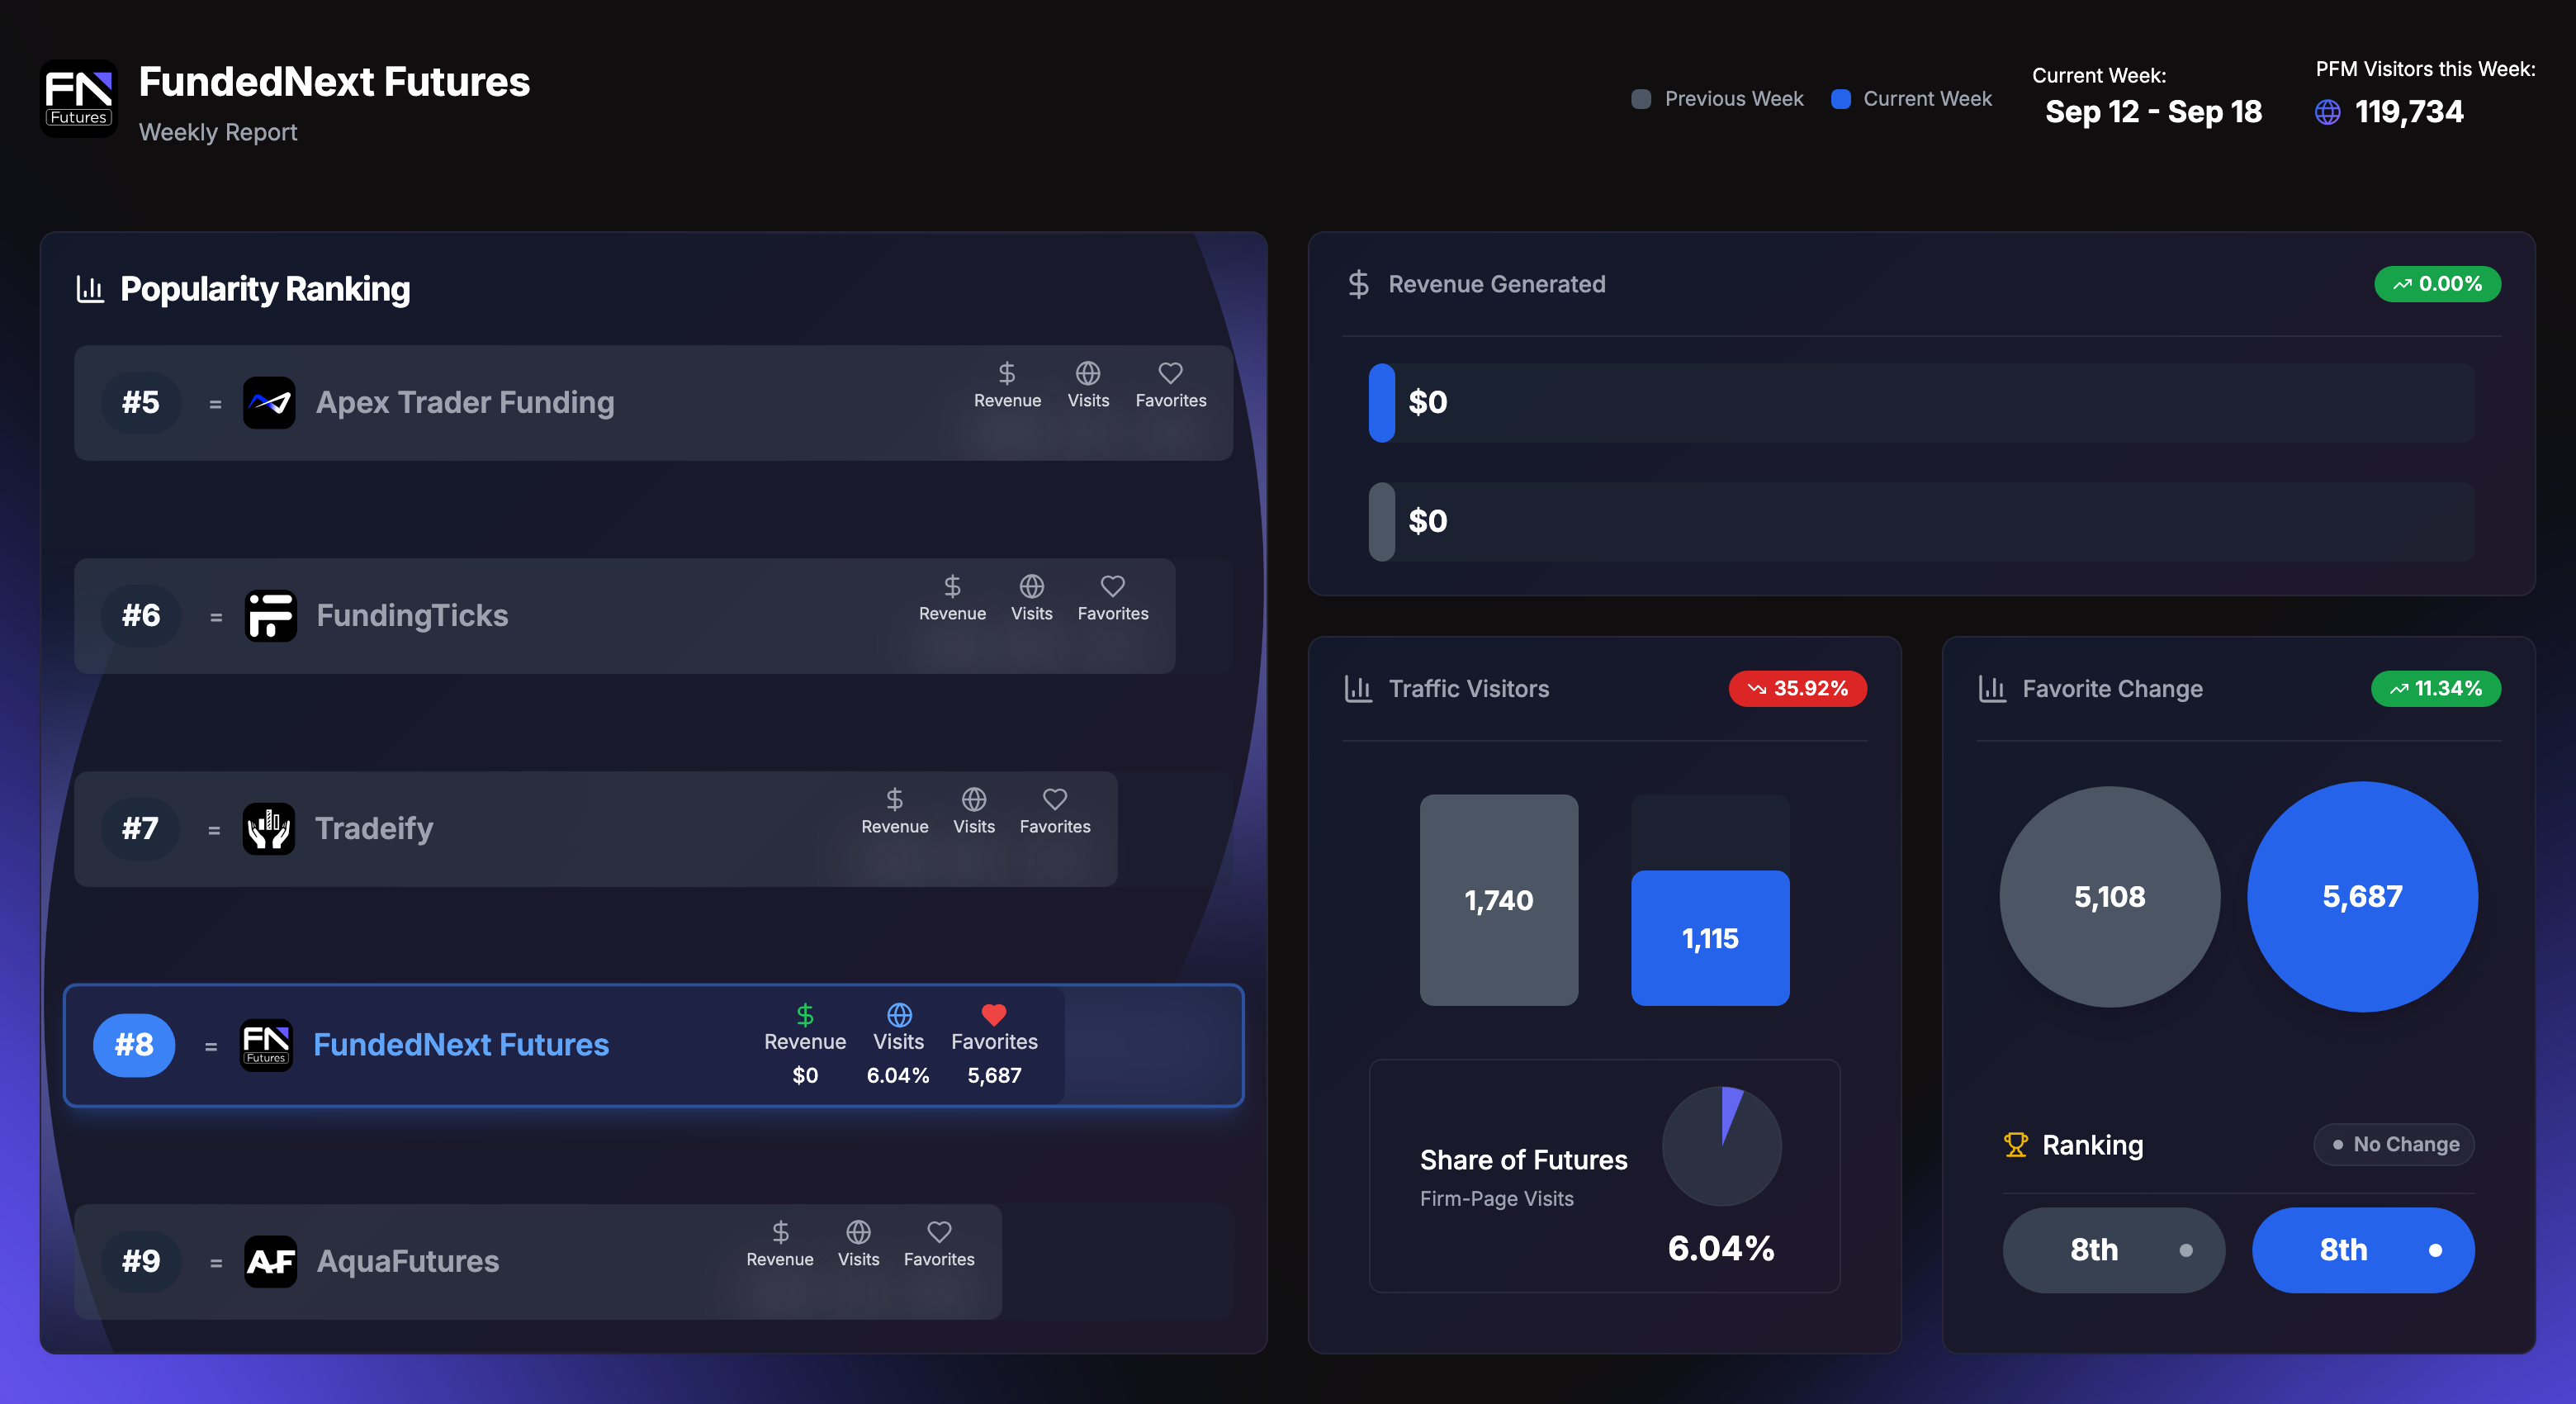 FN
Futures
FundedNext Futures
Weekly Report
Previous Week
Current Week
Current Week:
Sep 12 - Sep 18
PFM Visitors this Week:
119,734
Popularity Ranking
#5
=
Apex Trader Funding
Revenue
Visits
Favorites
#6
=
FundingTicks
Revenue
Visits
Favorites
#7
=
Tradeify
Revenue
Visits
Favorites
#8
=
FN
Futures
FundedNext Futures
Revenue
$0
Visits
6.04%
Favorites
5,687
#9
=
AF
AquaFutures
Revenue
Visits
Favorites
$ Revenue Generated
0.00%
$0
$0
Traffic Visitors
35.92%
1,740
1,115
Share of Futures
Firm-Page Visits
6.04%
Favorite Change
11.34%
5,108
5,687
Ranking
No Change
8th
8th